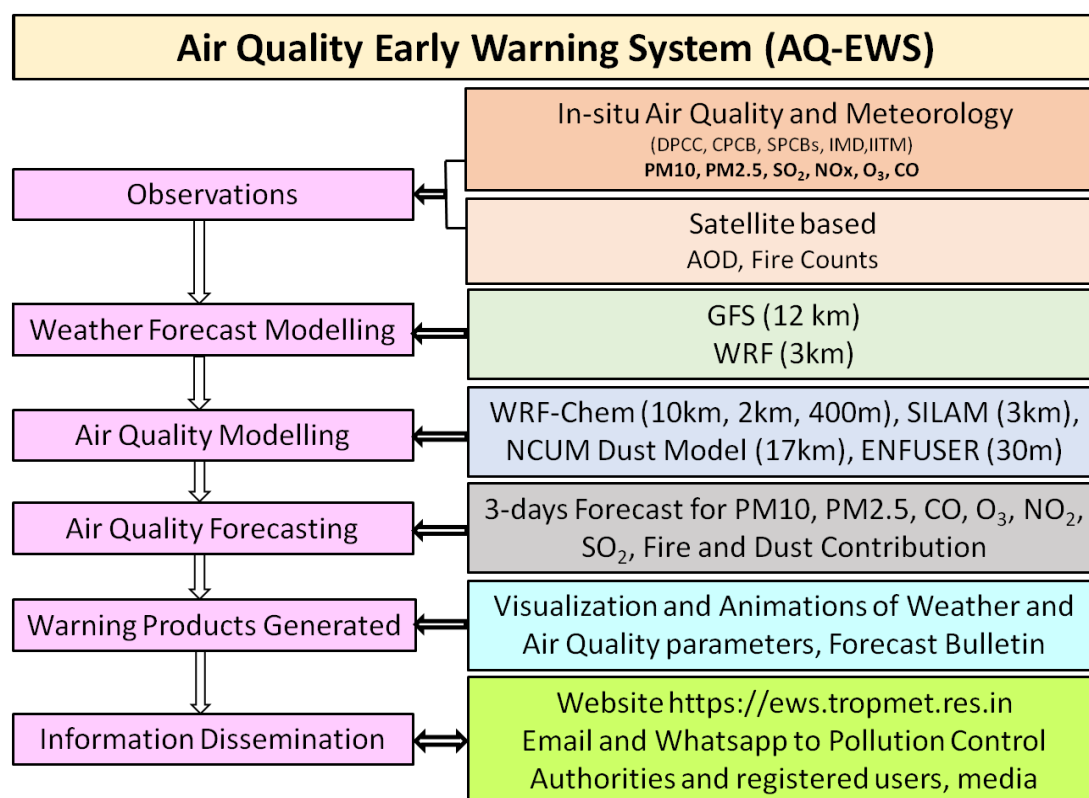 Air Quality Early Warning System (AQ-EWS)
In-situ Air Quality and Meteorology
(DPCC, CPCB, SPCBs, IMD,IITM)
PM10, PM2.5, SO₂, NOx, O₃, CO
Observations
Satellite based
AOD, Fire Counts
Weather Forecast Modelling
GFS (12 km)
WRF (3km)
Air Quality Modelling
WRF-Chem (10km, 2km, 400m), SILAM (3km),
NCUM Dust Model (17km), ENFUSER (30m)
Air Quality Forecasting
3-days Forecast for PM10, PM2.5, CO, O₃, NO₂,
SO₂, Fire and Dust Contribution
Warning Products Generated
Visualization and Animations of Weather and
Air Quality parameters, Forecast Bulletin
Information Dissemination
Website https://ews.tropmet.res.in
Email and Whatsapp to Pollution Control
Authorities and registered users, media